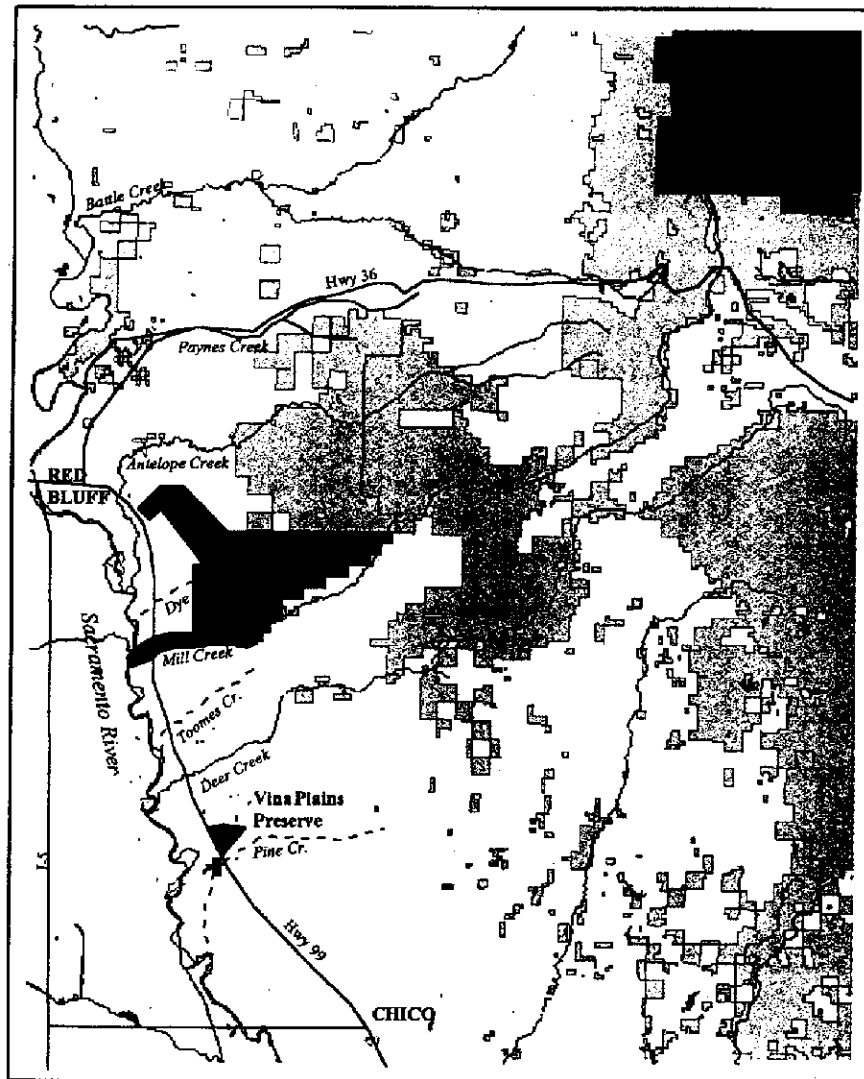 Battle Creek
Hwy 36
Paynes Creek
Antelope Creek
RED
BLUFF
Dye
Mill Creek
Sacramento River
Toomes Cr.
Deer Creek
Vina Plains
Preserve
Pine Cr.
I-5
Hwy 99
CHICO